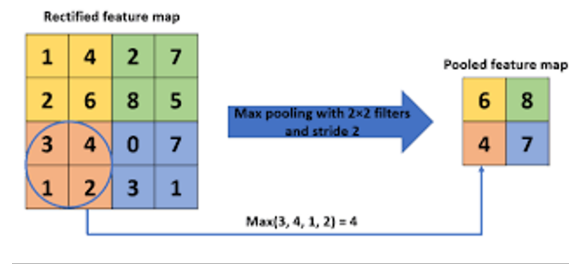 Rectified feature map
1 4 2 7
2 6 8 5
3 4 0 7
1 2 3 1
Max pooling with 2×2 filters
and stride 2
Pooled feature map
6 8
4 7
Max(3, 4, 1, 2) = 4